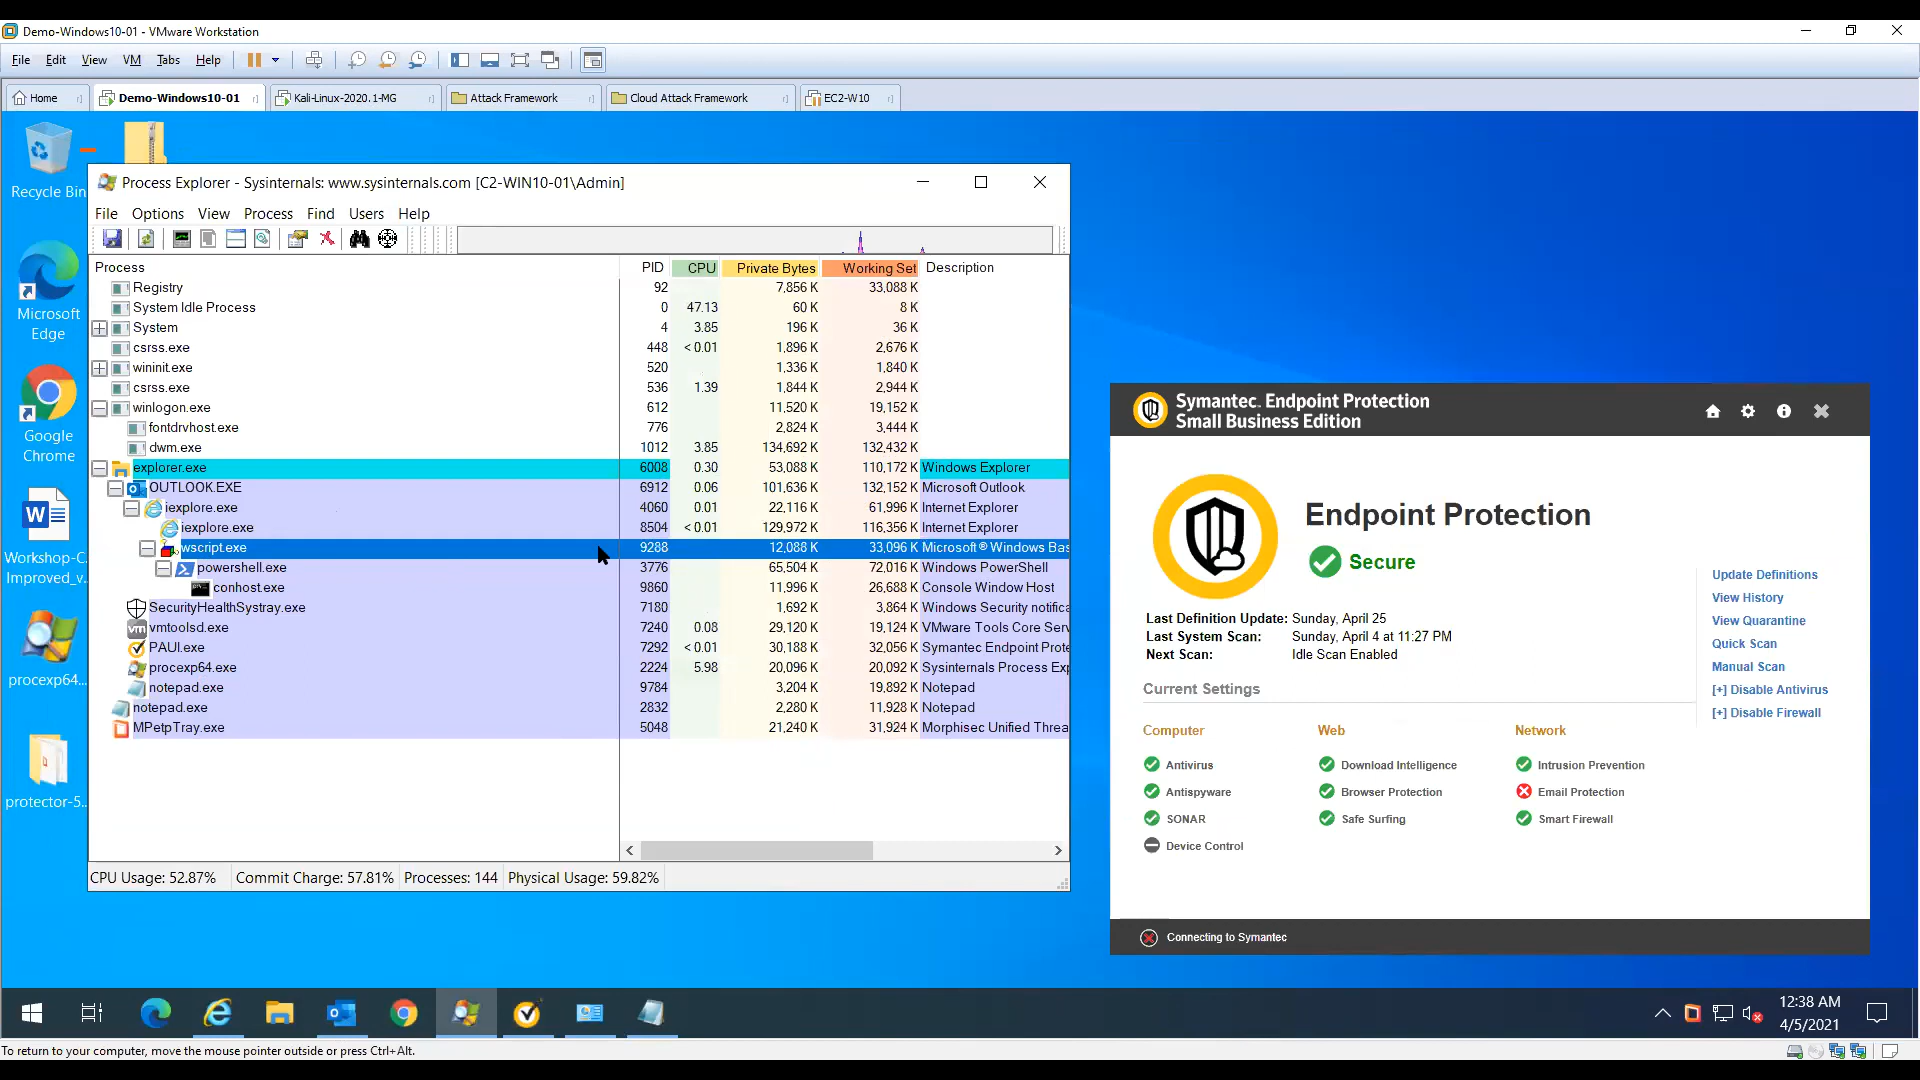 Demo-Windows10-01 - VMware Workstation
File Edit View VM Tabs Help
Home Demo-Windows10-01 Kali-Linux-2020.1-MG Attack Framework Cloud Attack Framework EC2-W10
Recycle Bin
Microsoft
Edge
Google
Chrome
Workshop-C...
Improved_v...
procexp64...
protector-5...
Process Explorer - Sysinternals: www.sysinternals.com [C2-WIN10-01\Admin]
File Options View Process Find Users Help
Process PID CPU Private Bytes Working Set Description
Registry 92 7,856 K 33,088 K
System Idle Process 0 47.13 60 K 8 K
System 4 3.85 196 K 36 K
csrss.exe 448 < 0.01 1,896 K 2,676 K
wininit.exe 520 1,336 K 1,840 K
csrss.exe 536 1.39 1,844 K 2,944 K
winlogon.exe 612 11,520 K 19,152 K
fontdrvhost.exe 776 2,824 K 3,444 K
dwm.exe 1012 3.85 134,692 K 132,432 K
explorer.exe 6008 0.30 53,088 K 110,172 K Windows Explorer
OUTLOOK.EXE 6912 0.06 101,636 K 132,152 K Microsoft Outlook
iexplore.exe 4060 0.01 22,116 K 61,996 K Internet Explorer
iexplore.exe 8504 < 0.01 129,972 K 116,356 K Internet Explorer
wscript.exe 9288 12,088 K 33,096 K Microsoft ® Windows Bas
powershell.exe 3776 65,504 K 72,016 K Windows PowerShell
conhost.exe 9860 11,996 K 26,688 K Console Window Host
SecurityHealthSystray.exe 7180 1,692 K 3,864 K Windows Security notifica
vmtoolsd.exe 7240 0.08 29,120 K 19,124 K VMware Tools Core Serv
PAUI.exe 7292 < 0.01 30,188 K 32,056 K Symantec Endpoint Prote
procexp64.exe 2224 5.98 20,096 K 20,092 K Sysinternals Process Exp
notepad.exe 9784 3,204 K 19,892 K Notepad
notepad.exe 2832 2,280 K 11,928 K Notepad
MPetpTray.exe 5048 21,240 K 31,924 K Morphisec Unified Threa
CPU Usage: 52.87% Commit Charge: 57.81% Processes: 144 Physical Usage: 59.82%
Symantec. Endpoint Protection
Small Business Edition
Endpoint Protection
Secure
Last Definition Update: Sunday, April 25
Last System Scan: Sunday, April 4 at 11:27 PM
Next Scan: Idle Scan Enabled
Update Definitions
View History
View Quarantine
Quick Scan
Manual Scan
[+] Disable Antivirus
[+] Disable Firewall
Current Settings
Computer Web Network
Antivirus Download Intelligence Intrusion Prevention
Antispyware Browser Protection Email Protection
SONAR Safe Surfing Smart Firewall
Device Control
Connecting to Symantec
12:38 AM
4/5/2021
To return to your computer, move the mouse pointer outside or press Ctrl+Alt.